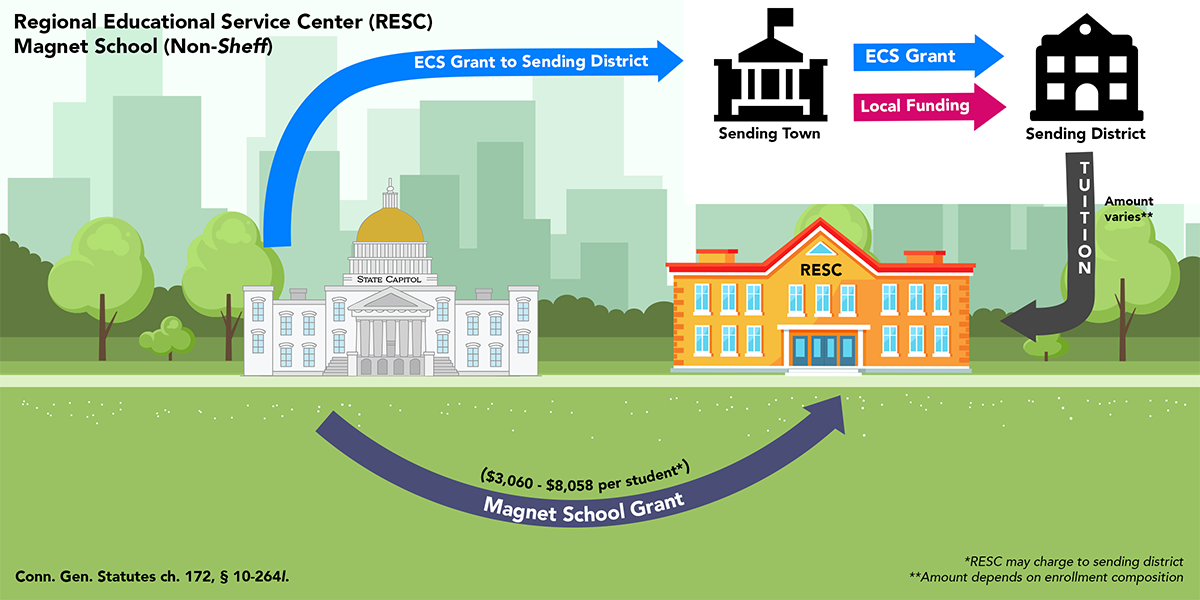 Regional Educational Service Center (RESC)
Magnet School (Non-Sheff)
ECS Grant to Sending District
Sending Town
ECS Grant
Local Funding
Sending District
TUITION
Amount
varies**
STATE CAPITOL
RESC
($3,060 - $8,058 per student*)
Magnet School Grant
Conn. Gen. Statutes ch. 172, § 10-264l.
*RESC may charge to sending district
**Amount depends on enrollment composition